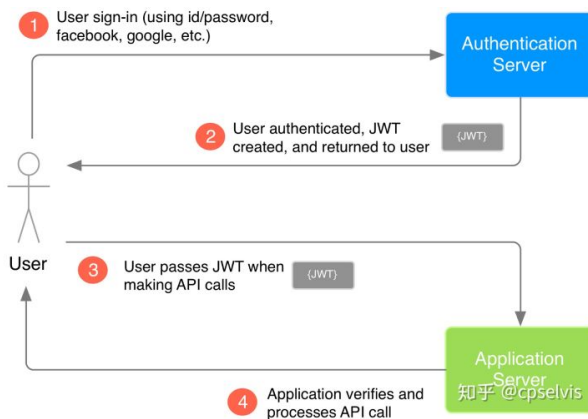 1
User sign-in (using id/password,
facebook, google, etc.)
Authentication
Server
2
User authenticated, JWT
created, and returned to user
{JWT}
User
3
User passes JWT when
making API calls
{JWT}
Application
Server
知乎 @cpselvis
4
Application verifies and
processes API call